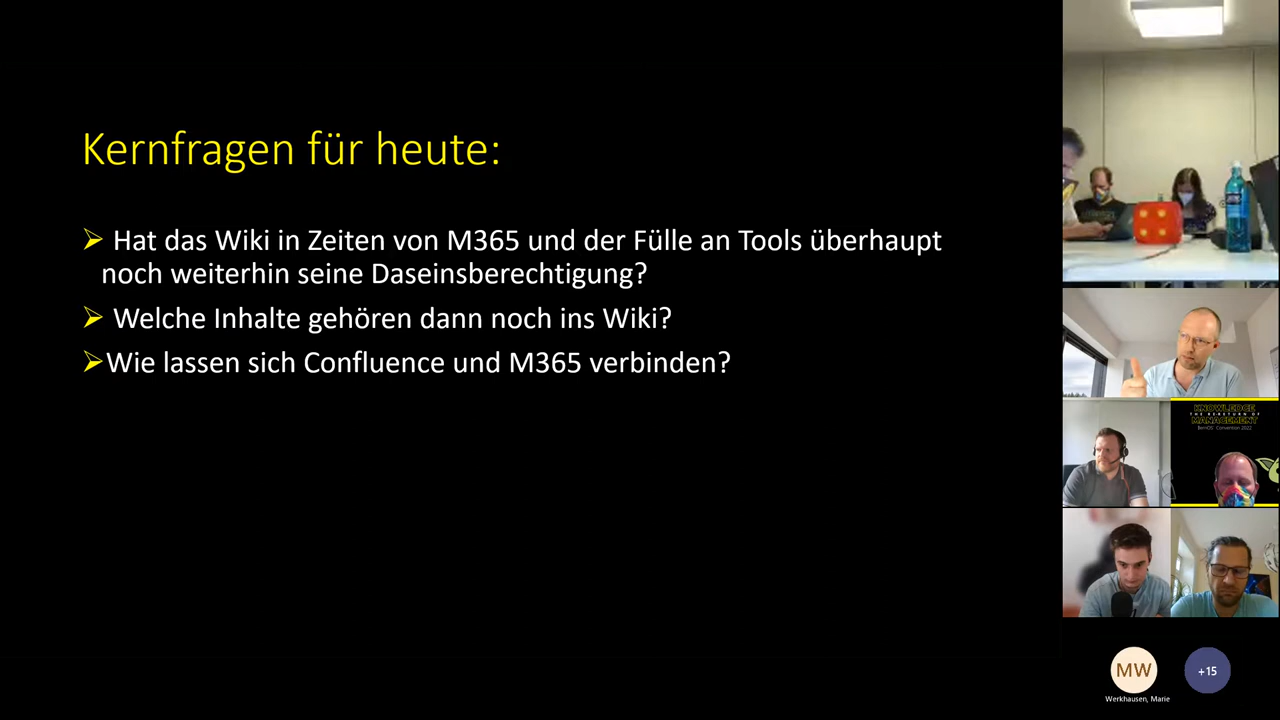 Kernfragen für heute:
Hat das Wiki in Zeiten von M365 und der Fülle an Tools überhaupt
noch weiterhin seine Daseinsberechtigung?
Welche Inhalte gehören dann noch ins Wiki?
Wie lassen sich Confluence und M365 verbinden?
KNOWLEDGE
MANAGEMENT
MW
+15
Werkhausen, Marie